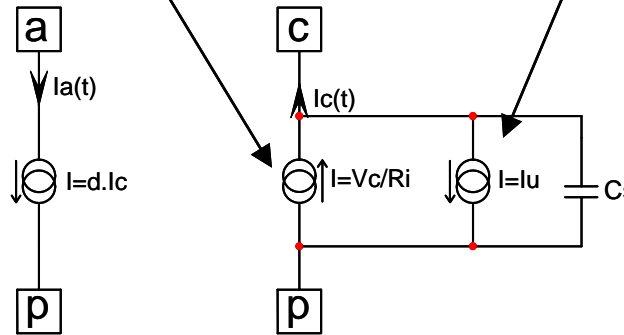 a
c
Ia(t)
Ic(t)
I=d.Ic
I=Vc/Ri
I=Iu
p
p